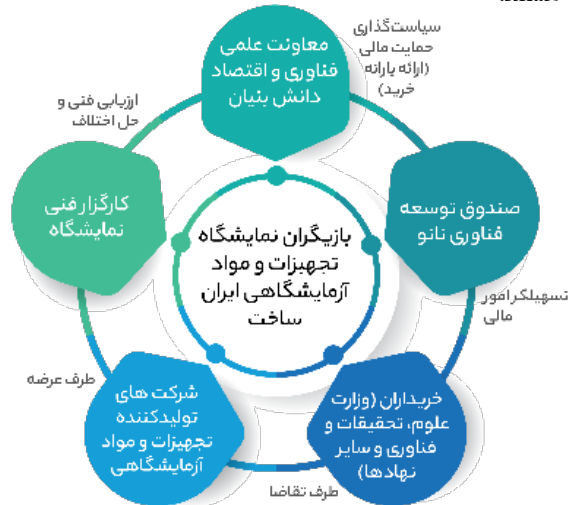 معاونت علمی
فناوری و اقتصاد
دانش بنیان
سیاست‌گذاری
حمایت مالی
(ارائه یارانه
خرید)
صندوق توسعه
فناوری نانو
تسهیلگر امور
مالی
خریداران (وزارت
علوم، تحقیقات و
فناوری و سایر
نهادها)
طرف تقاضا
شرکت های
تولیدکننده
تجهیزات و مواد
آزمایشگاهی
طرف عرضه
کارگزار فنی
نمایشگاه
ارزیابی فنی و
حل اختلاف
بازیگران نمایشگاه
تجهیزات و مواد
آزمایشگاهی ایران
ساخت